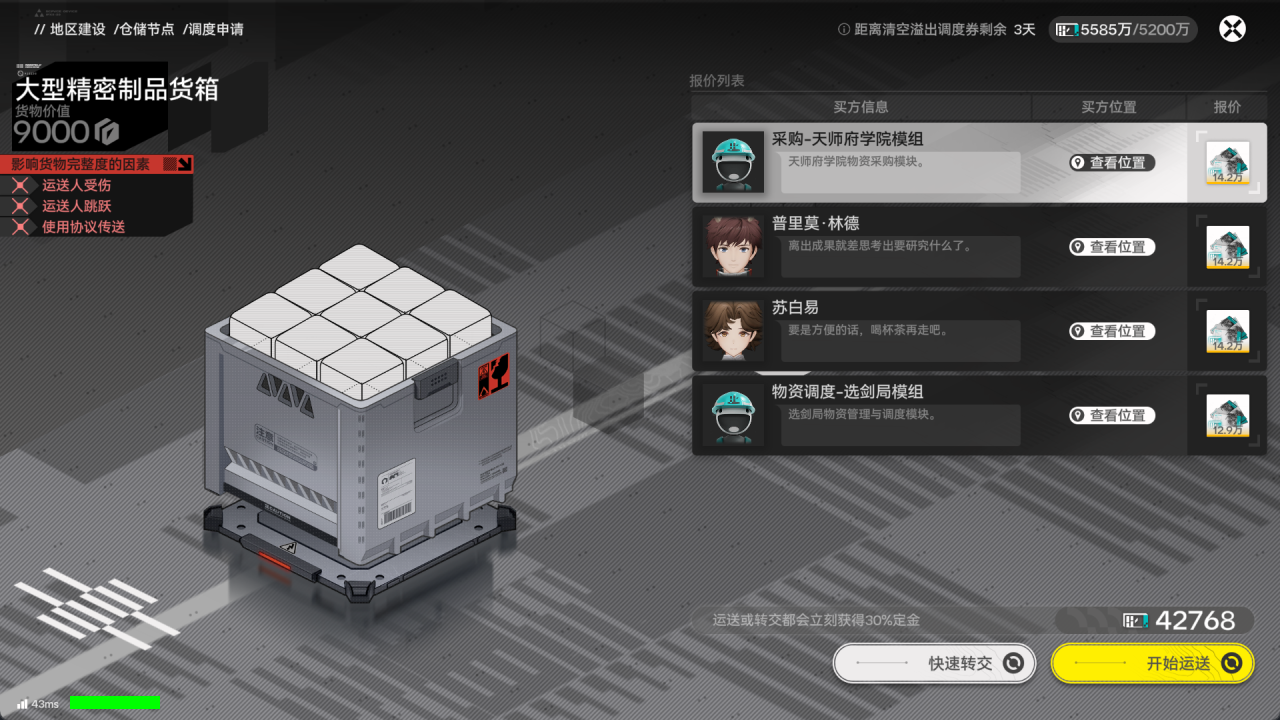 // 地区建设 /仓储节点 /调度申请
距离清空溢出调度券剩余 3天
5585万/5200万
大型精密制品货箱
货物价值
9000
影响货物完整度的因素
运送人受伤
运送人跳跃
使用协议传送
注意
报价列表
买方信息 买方位置 报价
采购-天师府学院模组
天师府学院物资采购模块。
查看位置
14.2万
普里莫·林德
离出成果就差思考出要研究什么了。
查看位置
14.2万
苏白易
要是方便的话，喝杯茶再走吧。
查看位置
14.2万
物资调度-选剑局模组
选剑局物资管理与调度模块。
查看位置
12.9万
运送或转交都会立刻获得30%定金
42768
快速转交
开始运送
43ms